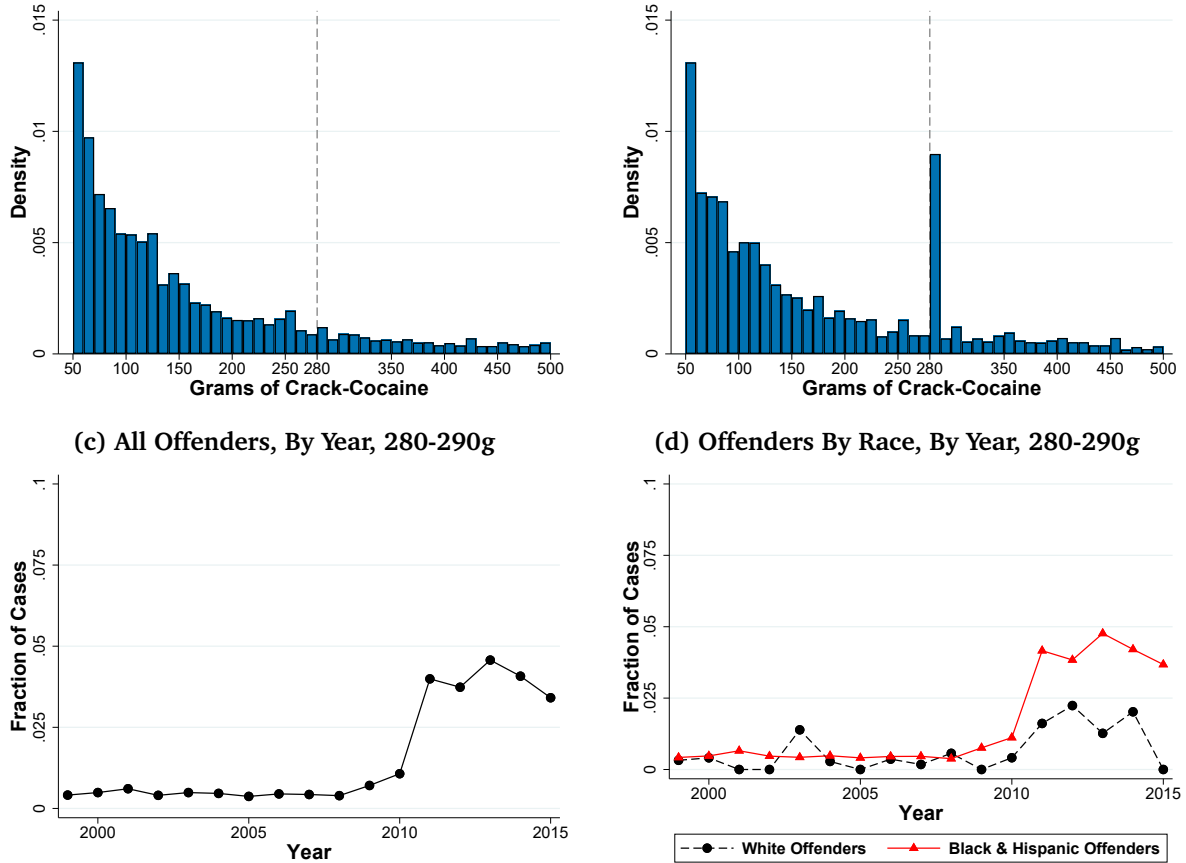 .015
.01
.005
0
Density
50 100 150 200 250 280 350 400 450 500
Grams of Crack-Cocaine
.015
.01
.005
0
Density
50 100 150 200 250 280 350 400 450 500
Grams of Crack-Cocaine
(c) All Offenders, By Year, 280-290g
(d) Offenders By Race, By Year, 280-290g
.1
.075
.05
.025
0
Fraction of Cases
2000 2005 2010 2015
Year
.1
.075
.05
.025
0
Fraction of Cases
2000 2005 2010 2015
Year
White Offenders Black & Hispanic Offenders